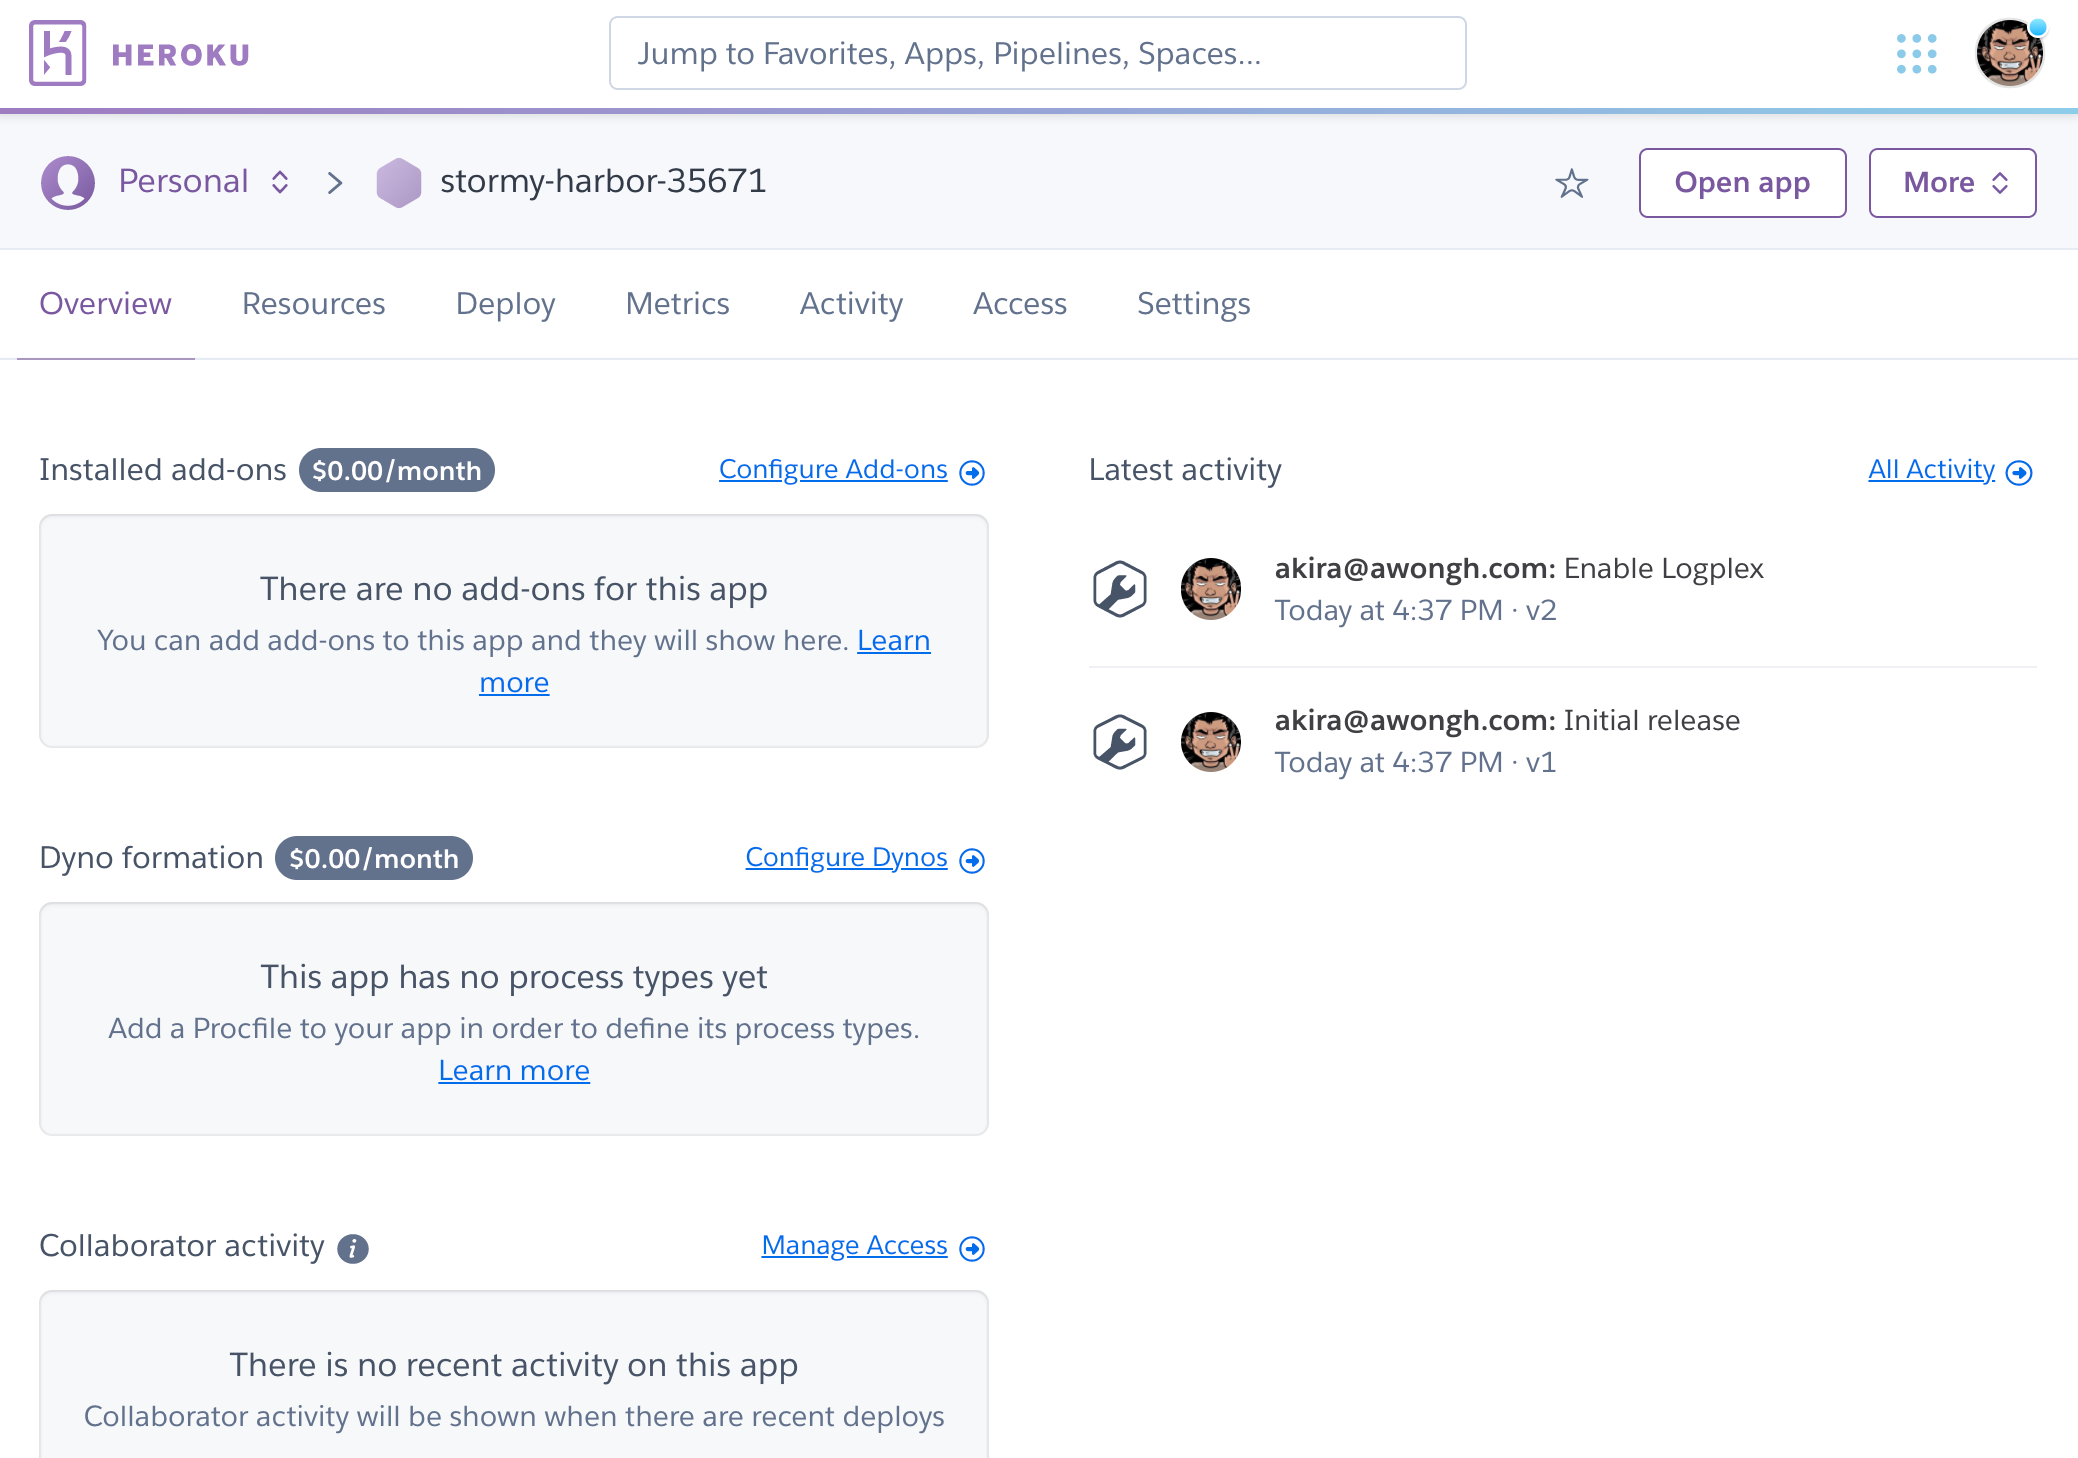 HEROKU
Jump to Favorites, Apps, Pipelines, Spaces...
Personal
stormy-harbor-35671
Open app
More
Overview
Resources
Deploy
Metrics
Activity
Access
Settings
Installed add-ons
$0.00/month
Configure Add-ons
There are no add-ons for this app
You can add add-ons to this app and they will show here. Learn
more
Dyno formation
$0.00/month
Configure Dynos
This app has no process types yet
Add a Procfile to your app in order to define its process types.
Learn more
Collaborator activity
i
Manage Access
There is no recent activity on this app
Collaborator activity will be shown when there are recent deploys
Latest activity
All Activity
akira@awongh.com: Enable Logplex
Today at 4:37 PM · v2
akira@awongh.com: Initial release
Today at 4:37 PM · v1